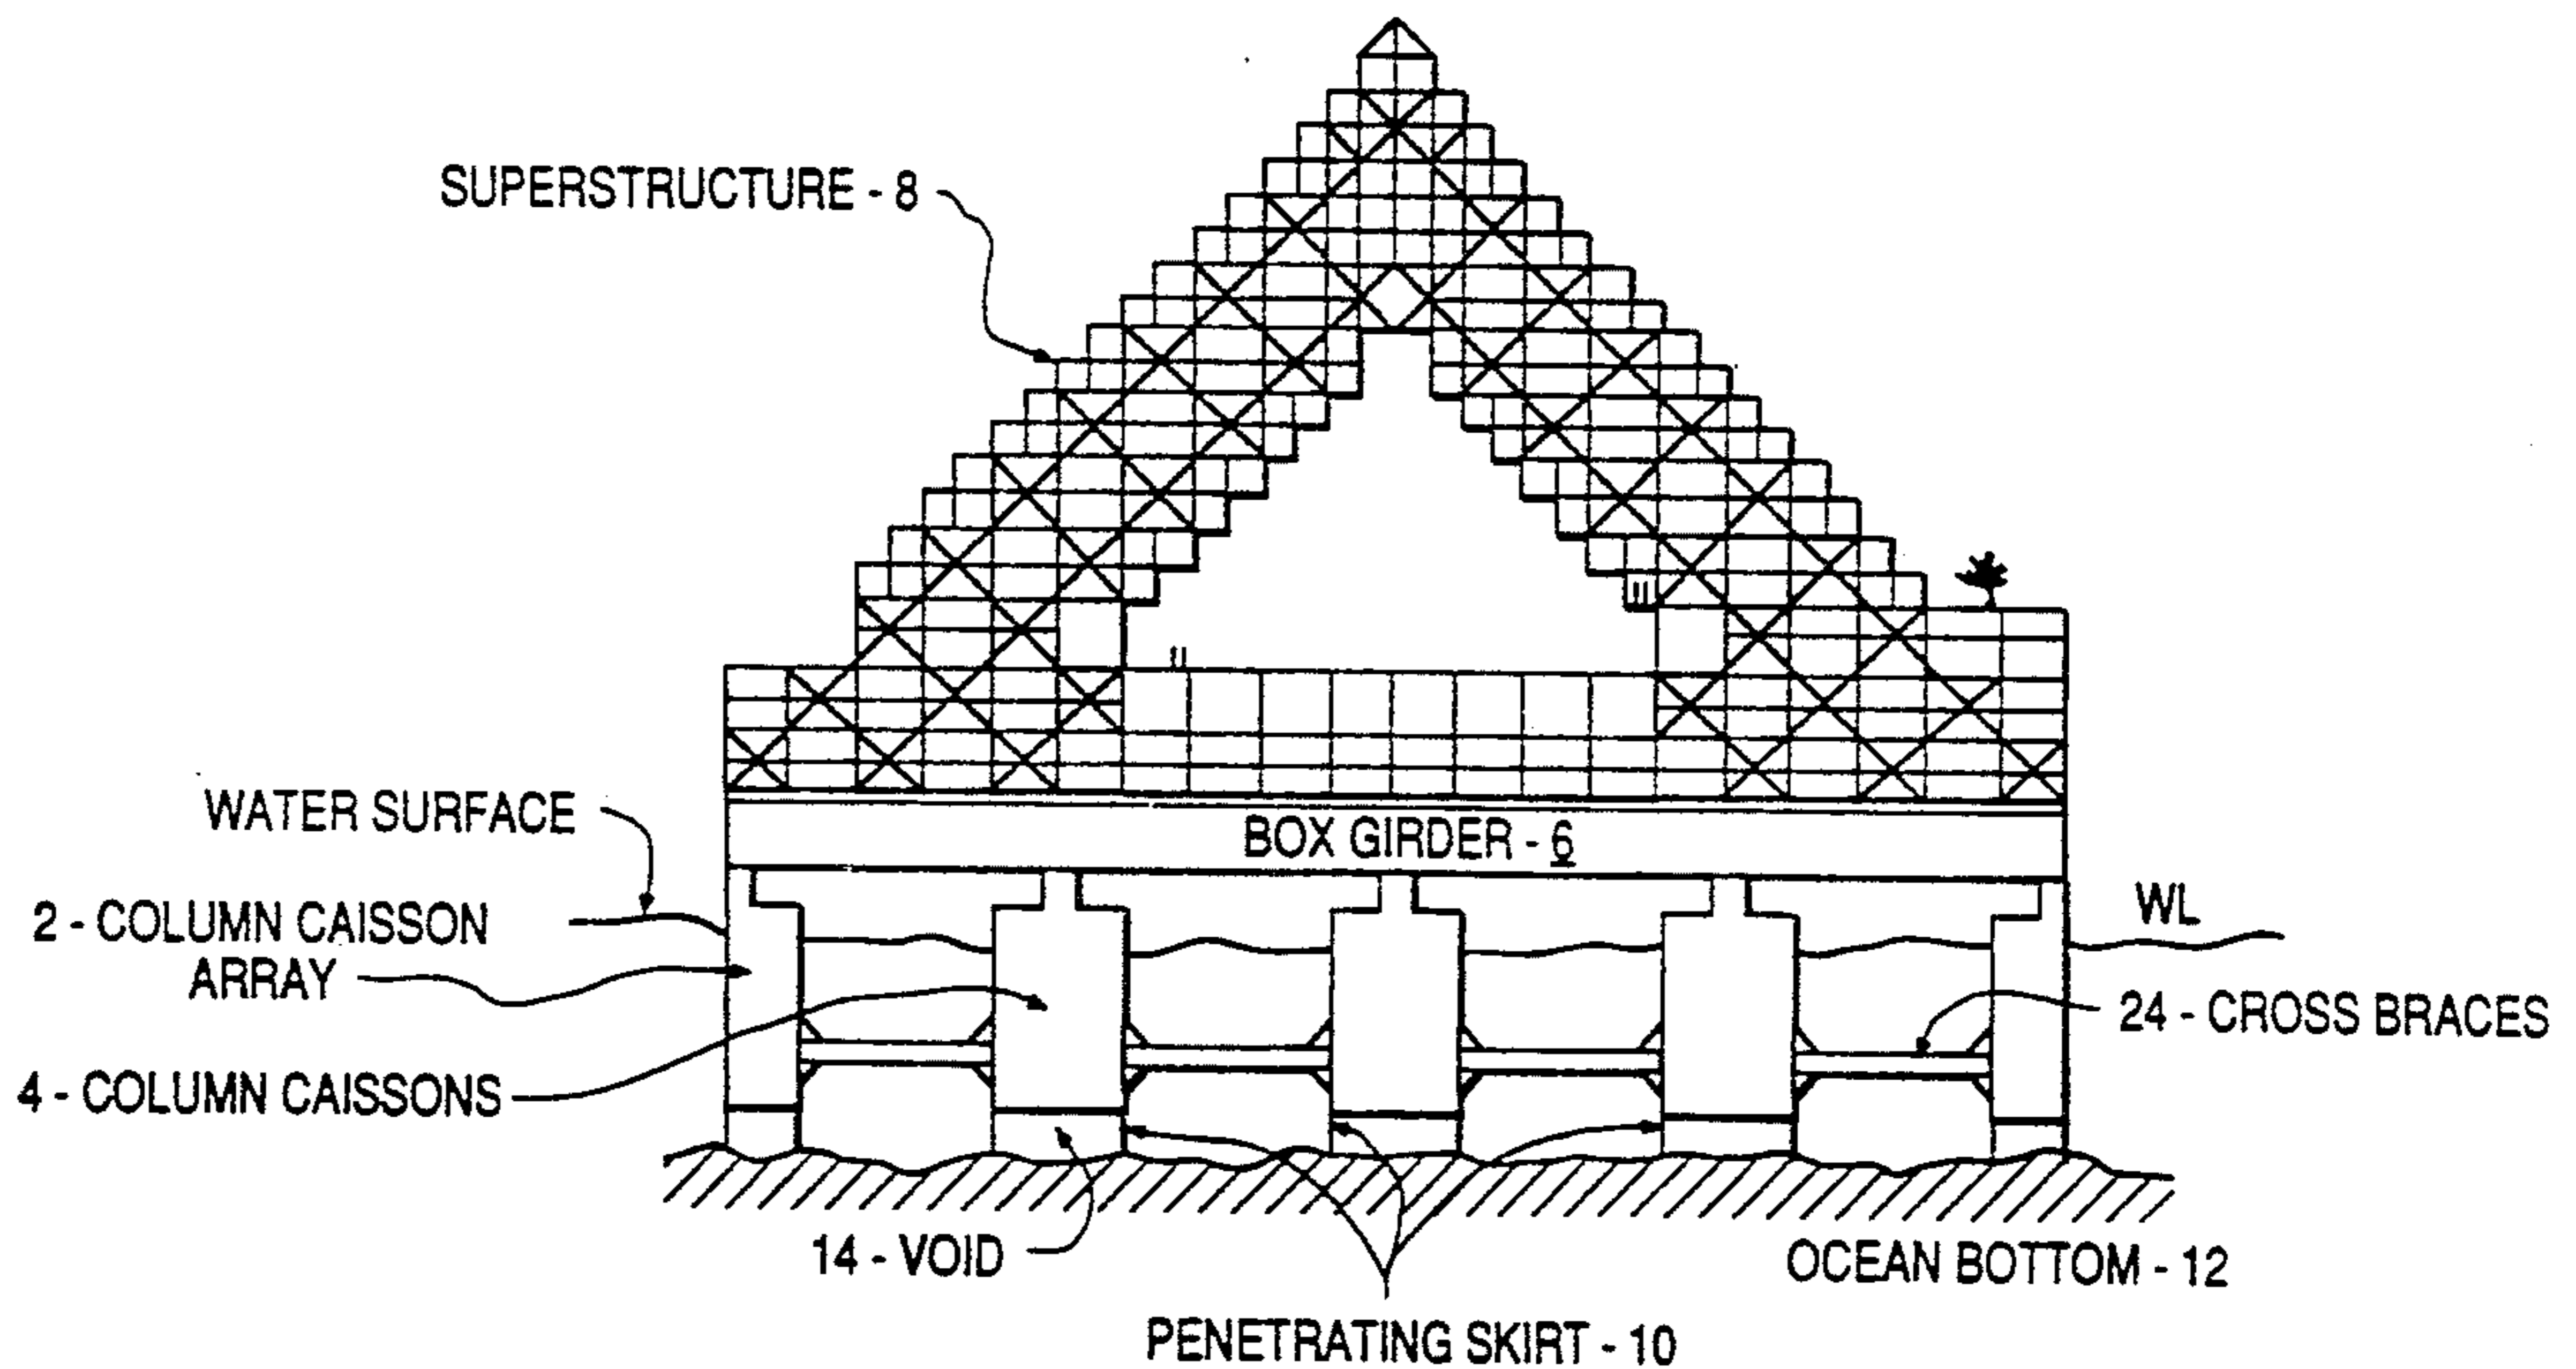 SUPERSTRUCTURE - 8
WATER SURFACE
BOX GIRDER - 6
2 - COLUMN CAISSON
ARRAY
WL
24 - CROSS BRACES
4 - COLUMN CAISSONS
14 - VOID
OCEAN BOTTOM - 12
PENETRATING SKIRT - 10